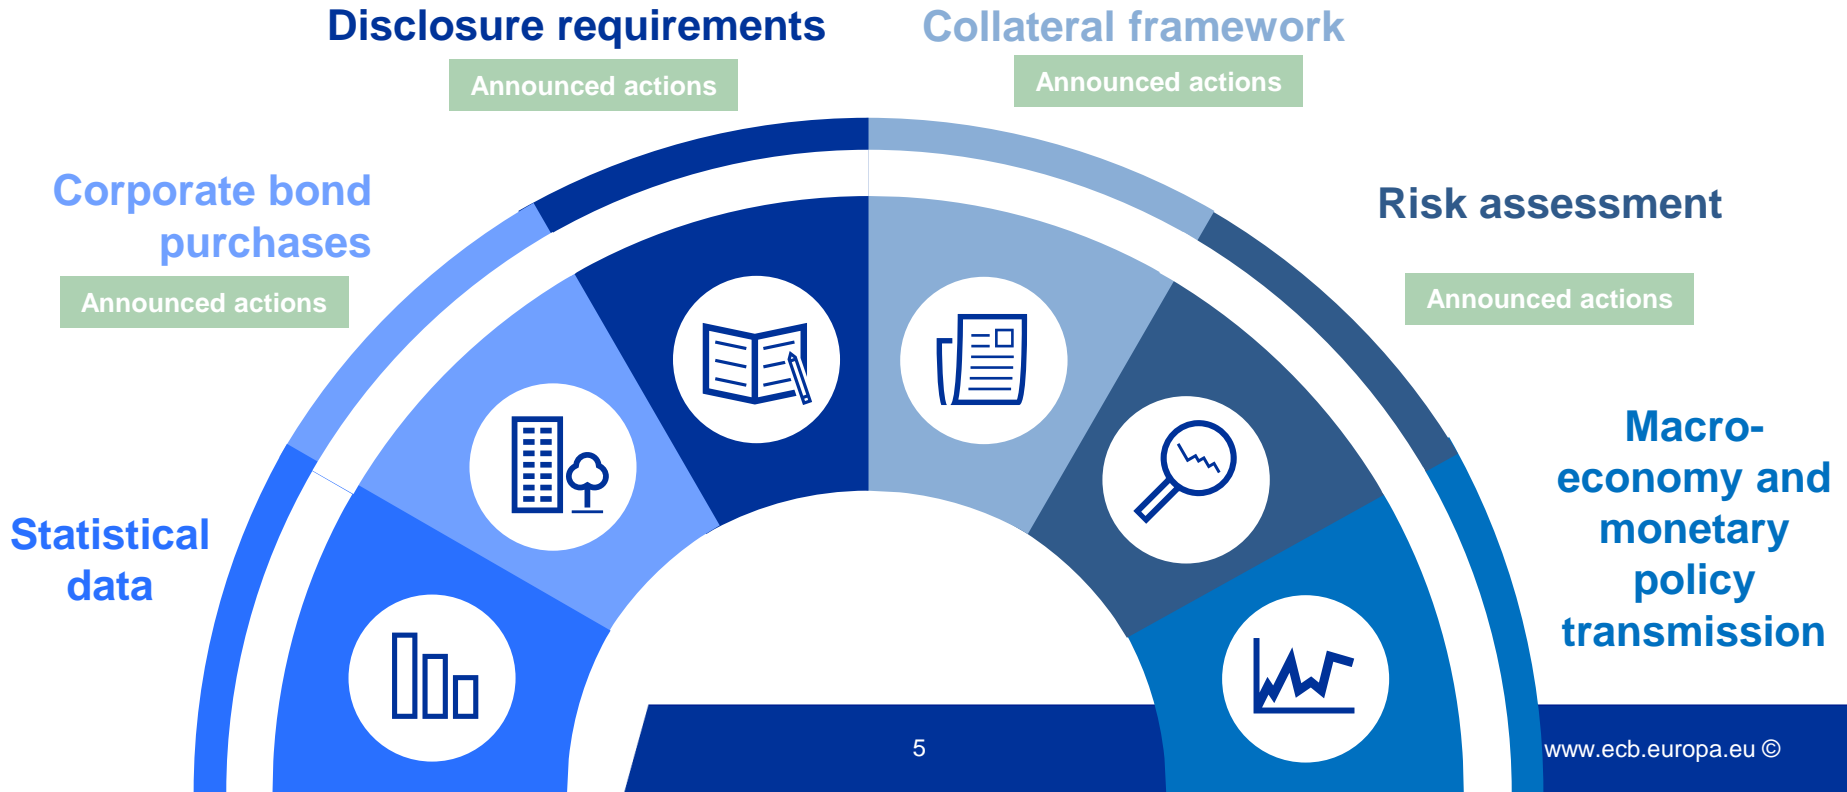 Disclosure requirements
Announced actions
Collateral framework
Announced actions
Corporate bond
purchases
Announced actions
Risk assessment
Announced actions
Statistical
data
Macro-
economy and
monetary
policy
transmission
5
www.ecb.europa.eu ©